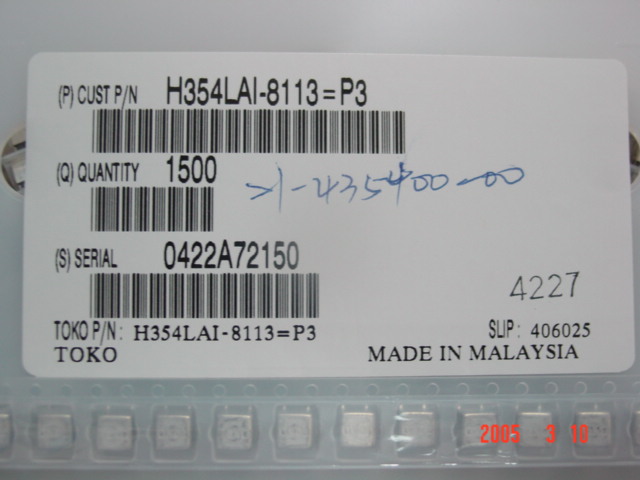 (P) CUST P/N H354LAI-8113=P3
(Q) QUANTITY 1500
21-435400-00
(S) SERIAL 0422A72150
4227
TOKO P/N: H354LAI-8113=P3 SLIP: 406025
TOKO MADE IN MALAYSIA
2005 3 10